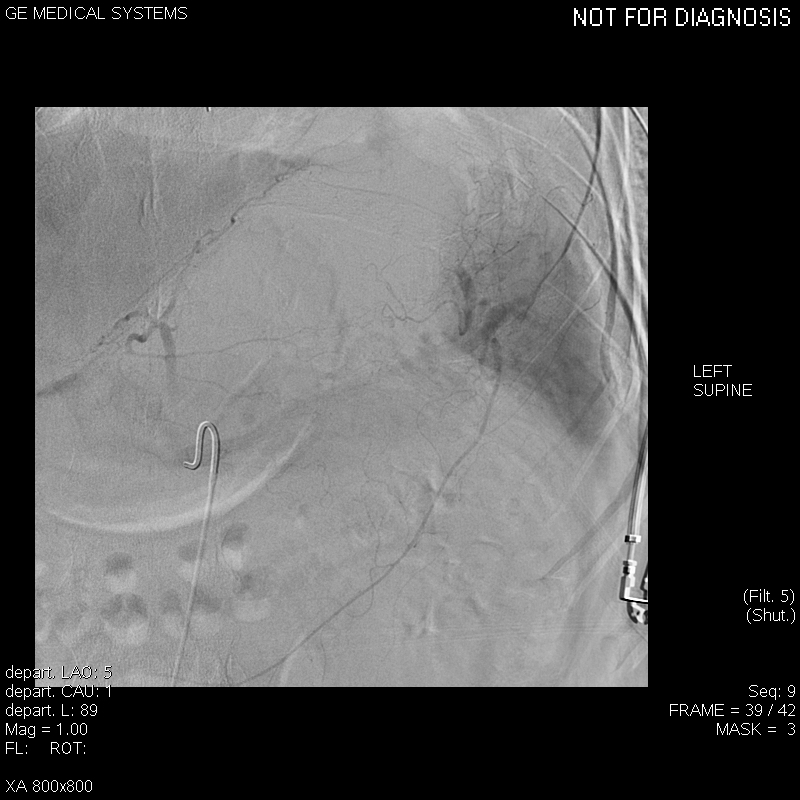 GE MEDICAL SYSTEMS
NOT FOR DIAGNOSIS
LEFT
SUPINE
(Filt. 5)
(Shut.)
depart. LAO: 5
depart. CAU: 1
depart. L: 89
Mag = 1.00
FL: ROT:
Seq: 9
FRAME = 39 / 42
MASK = 3
XA 800x800